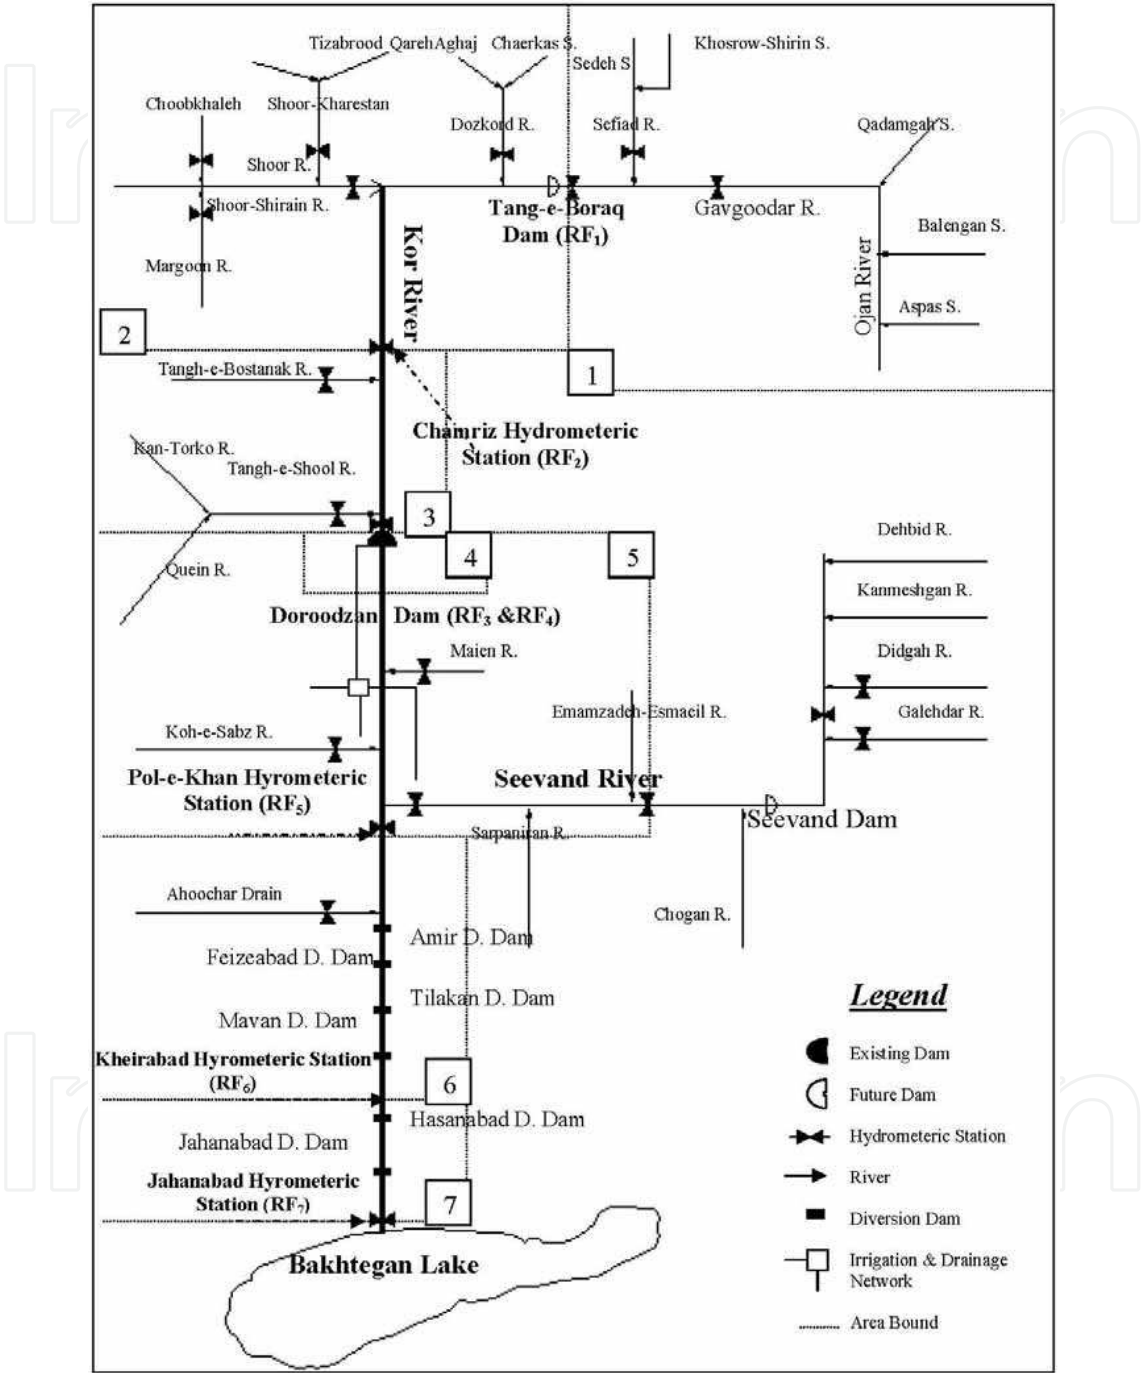 Tizabrood QarehAghaj Chaerkas S. Khosrow-Shirin S.
Sedeh S
Choobkhaleh Shoor-Kharestan
Dozkord R. Sefiad R. Qadamgah S.
Shoor R.
Shoor-Shirain R. Tang-e-Boraq Gavgoodar R.
Dam (RF1)
Balengan S.
Kor River
Ojan River
Margoon R.
Aspas S.
2
Tangh-e-Bostanak R.
1
Chamriz Hydrometeric
Station (RF2)
Kan-Torko R.
Tangh-e-Shool R.
3
Dehbid R.
4
5
Quein R.
Kanmeshgan R.
Doroodzan Dam (RF3 &RF4)
Maien R.
Didgah R.
Emamzadeh-Esmaeil R.
Galehdar R.
Koh-e-Sabz R.
Pol-e-Khan Hyrometeric
Station (RF5)
Seevand River
Seevand Dam
Sarpaniran R.
Ahoochar Drain
Chogan R.
Amir D. Dam
Feizeabad D. Dam
Tilakan D. Dam
Mavan D. Dam
Kheirabad Hyrometeric Station
(RF6)
6
Hasanabad D. Dam
Jahanabad D. Dam
Jahanabad Hyrometeric
Station (RF7)
7
Bakhtegan Lake
Legend
Existing Dam
Future Dam
Hydrometeric Station
River
Diversion Dam
Irrigation & Drainage
Network
Area Bound